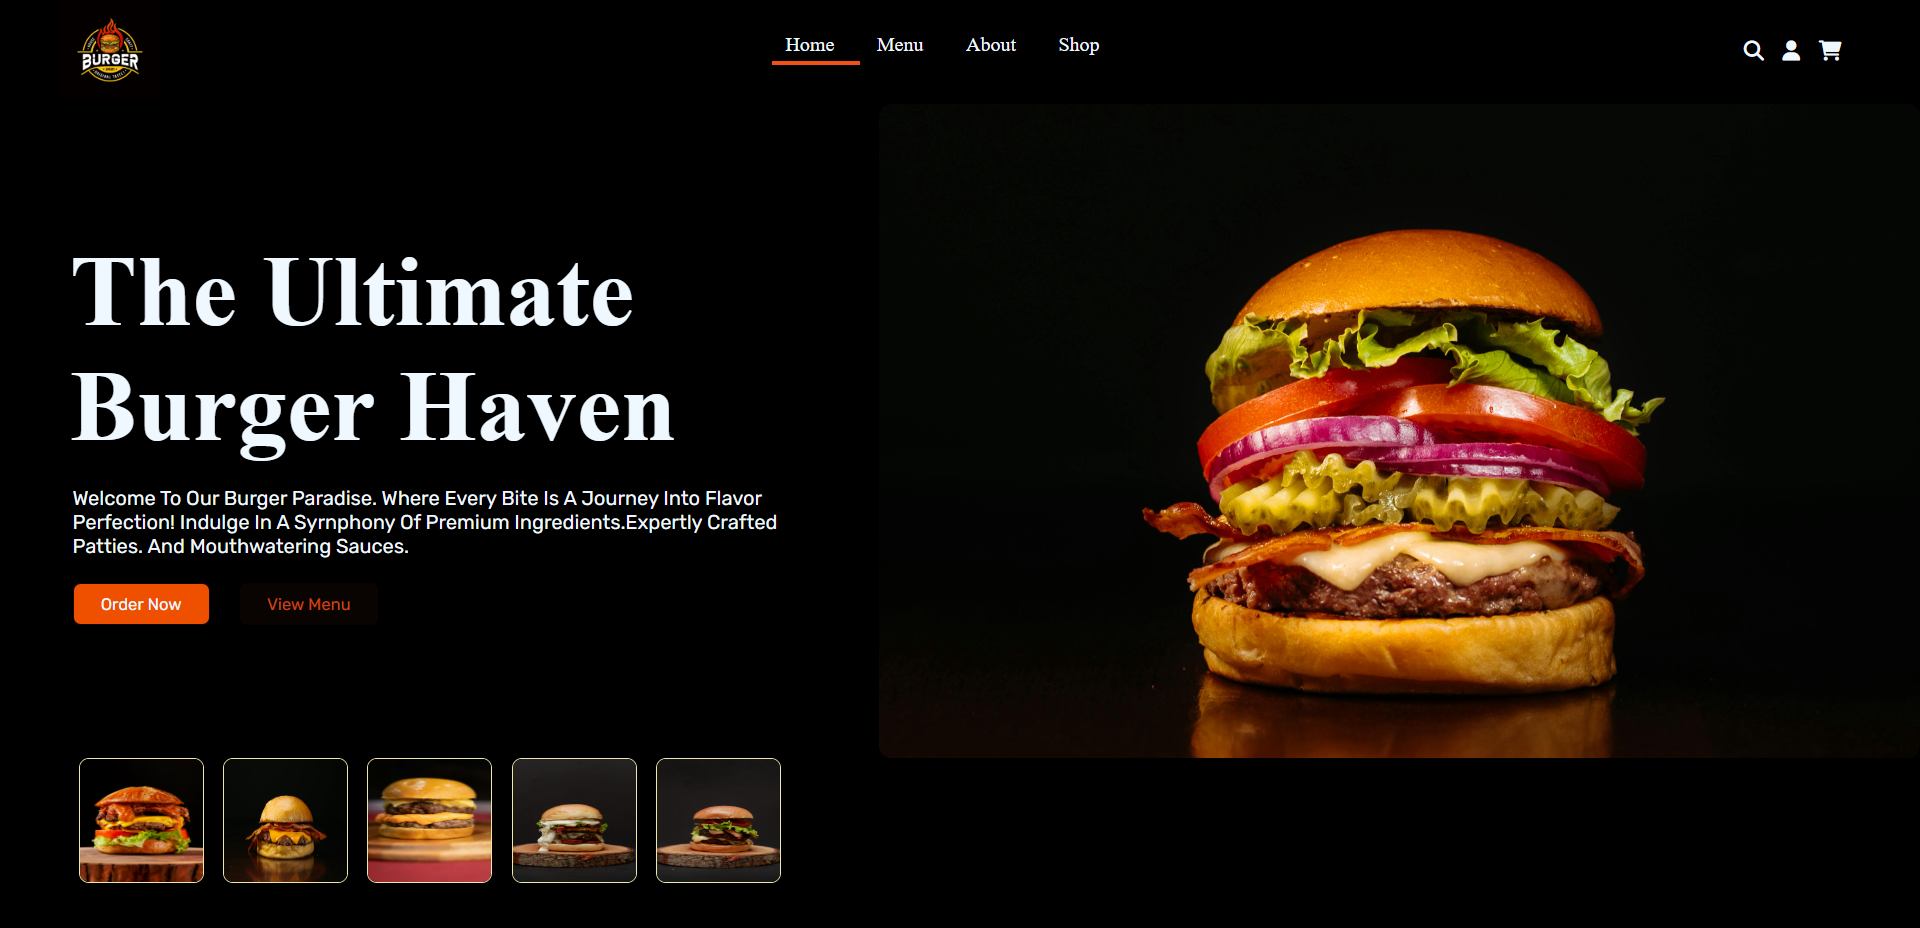 BURGER
Home
Menu
About
Shop
The Ultimate
Burger Haven
Welcome To Our Burger Paradise. Where Every Bite Is A Journey Into Flavor
Perfection! Indulge In A Syrnphony Of Premium Ingredients.Expertly Crafted
Patties. And Mouthwatering Sauces.
Order Now
View Menu